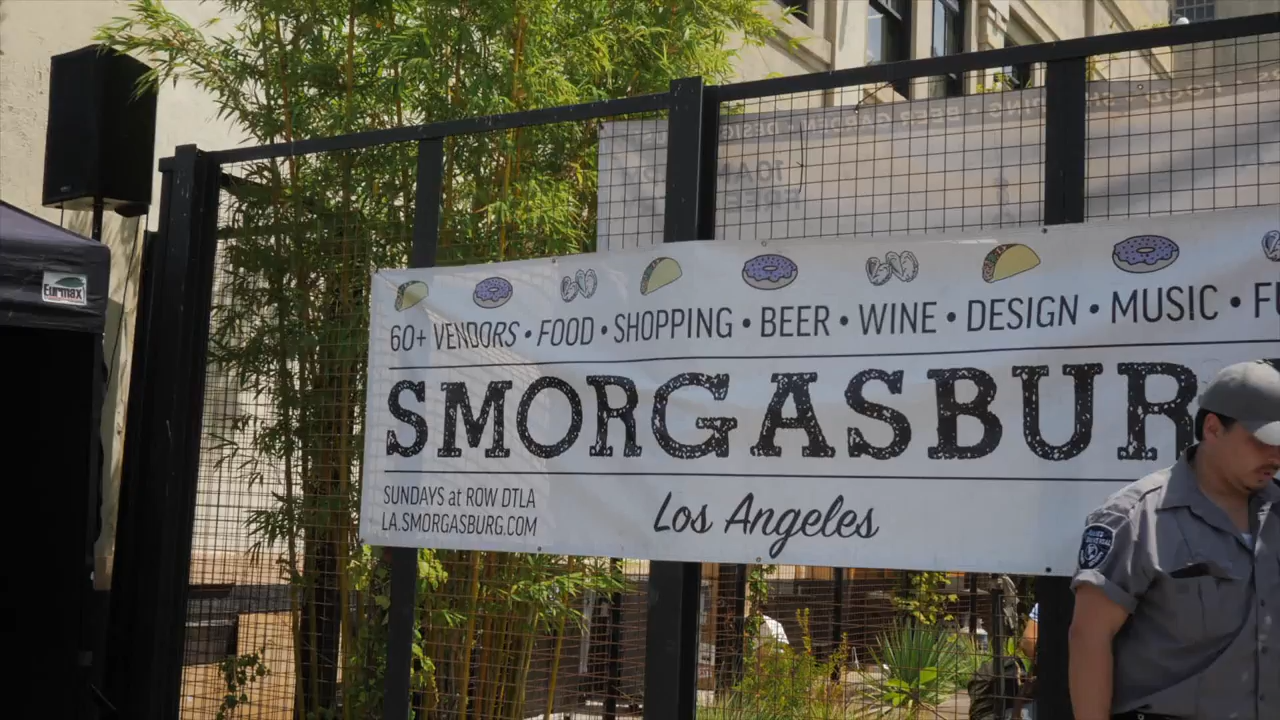 Eurmax
60+ VENDORS • FOOD • SHOPPING • BEER • WINE • DESIGN • MUSIC • FU
SMORGASBUR
SUNDAYS at ROW DTLA
LA.SMORGASBURG.COM
Los Angeles